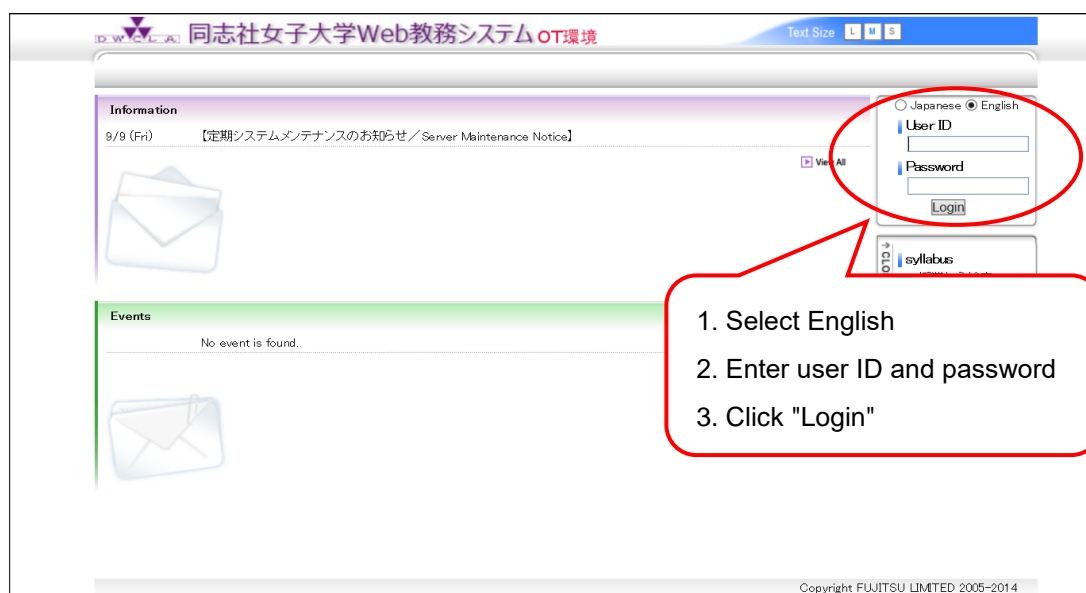 DWCLA 同志社女子大学Web教務システム OT環境
Text Size L M S
Information
9/9 (Fri) 【定期システムメンテナンスのお知らせ／Server Maintenance Notice】
View All
Japanese English
User ID
Password
Login
CLO
syllabus
Events
No event is found.
1. Select English
2. Enter user ID and password
3. Click "Login"
Copyright FUJITSU LIMITED 2005-2014